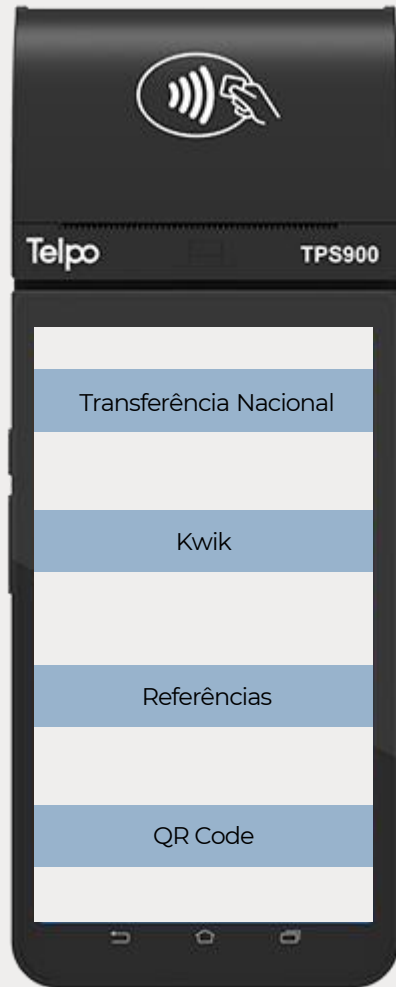 Telpo
TPS900
Transferência Nacional
Kwik
Referências
QR Code